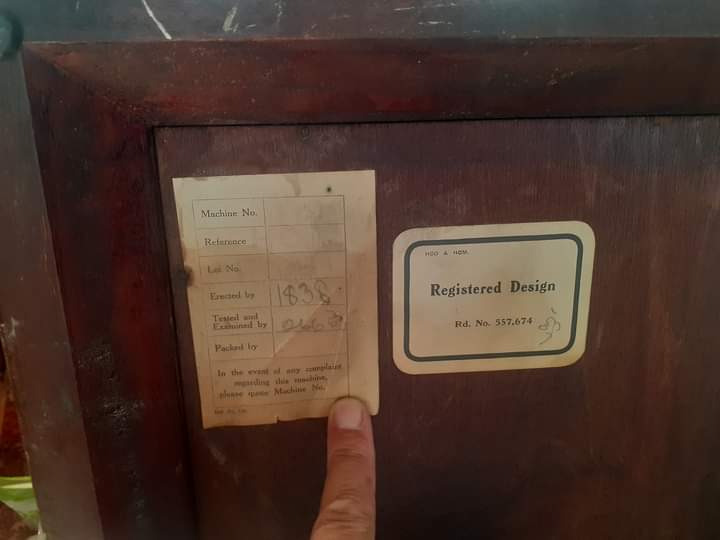 Machine No.
Reference
Lot No.
Erected by 1838
Tested and
Examined by
Packed by
In the event of any complaint
regarding this machine,
please quote Machine No.
Registered Design
Rd. No. 557,674